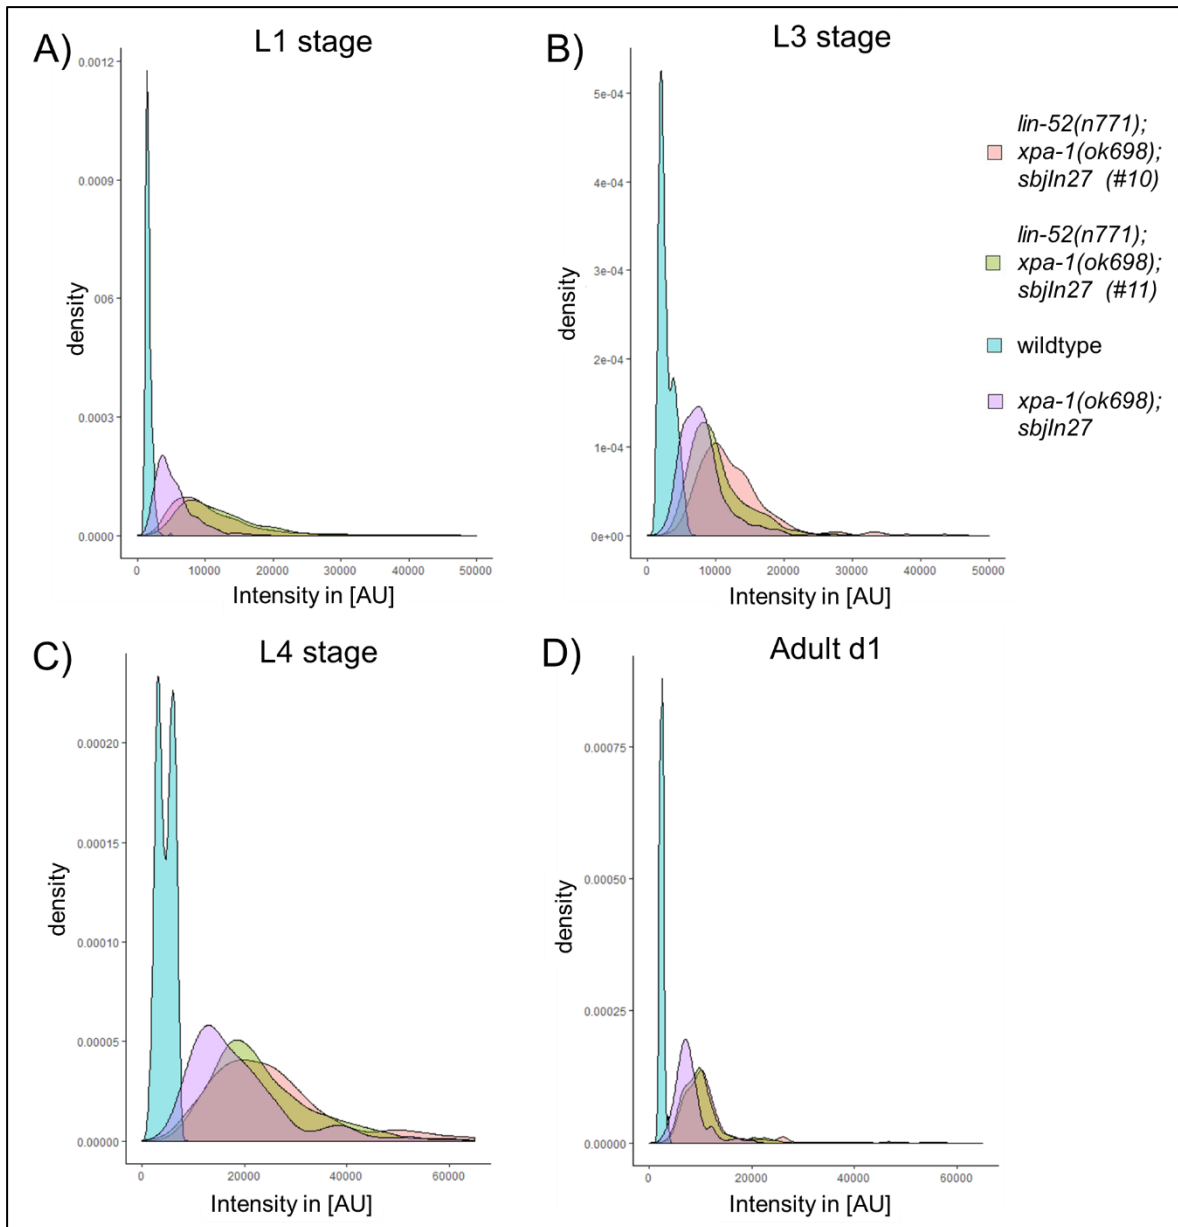 A)
L1 stage
0.0012
0.0009
006
0.0003
0.0000
density
0
10000
20000
30000
40000
50000
Intensity in [AU]
B)
L3 stage
5e-04
4e-04
3e-04
2e-04
1e-04
0e+00
density
0
10000
20000
30000
40000
50000
Intensity in [AU]
lin-52(n771);
xpa-1(ok698);
sbjIn27 (#10)
lin-52(n771);
xpa-1(ok698);
sbjIn27 (#11)
wildtype
xpa-1(ok698);
sbjIn27
C)
L4 stage
0.00020
0.00015
0.00010
0.00005
0.00000
density
0
20000
40000
60000
Intensity in [AU]
D)
Adult d1
0.00075
0.00050
0.00025
0.00000
density
0
20000
40000
60000
Intensity in [AU]